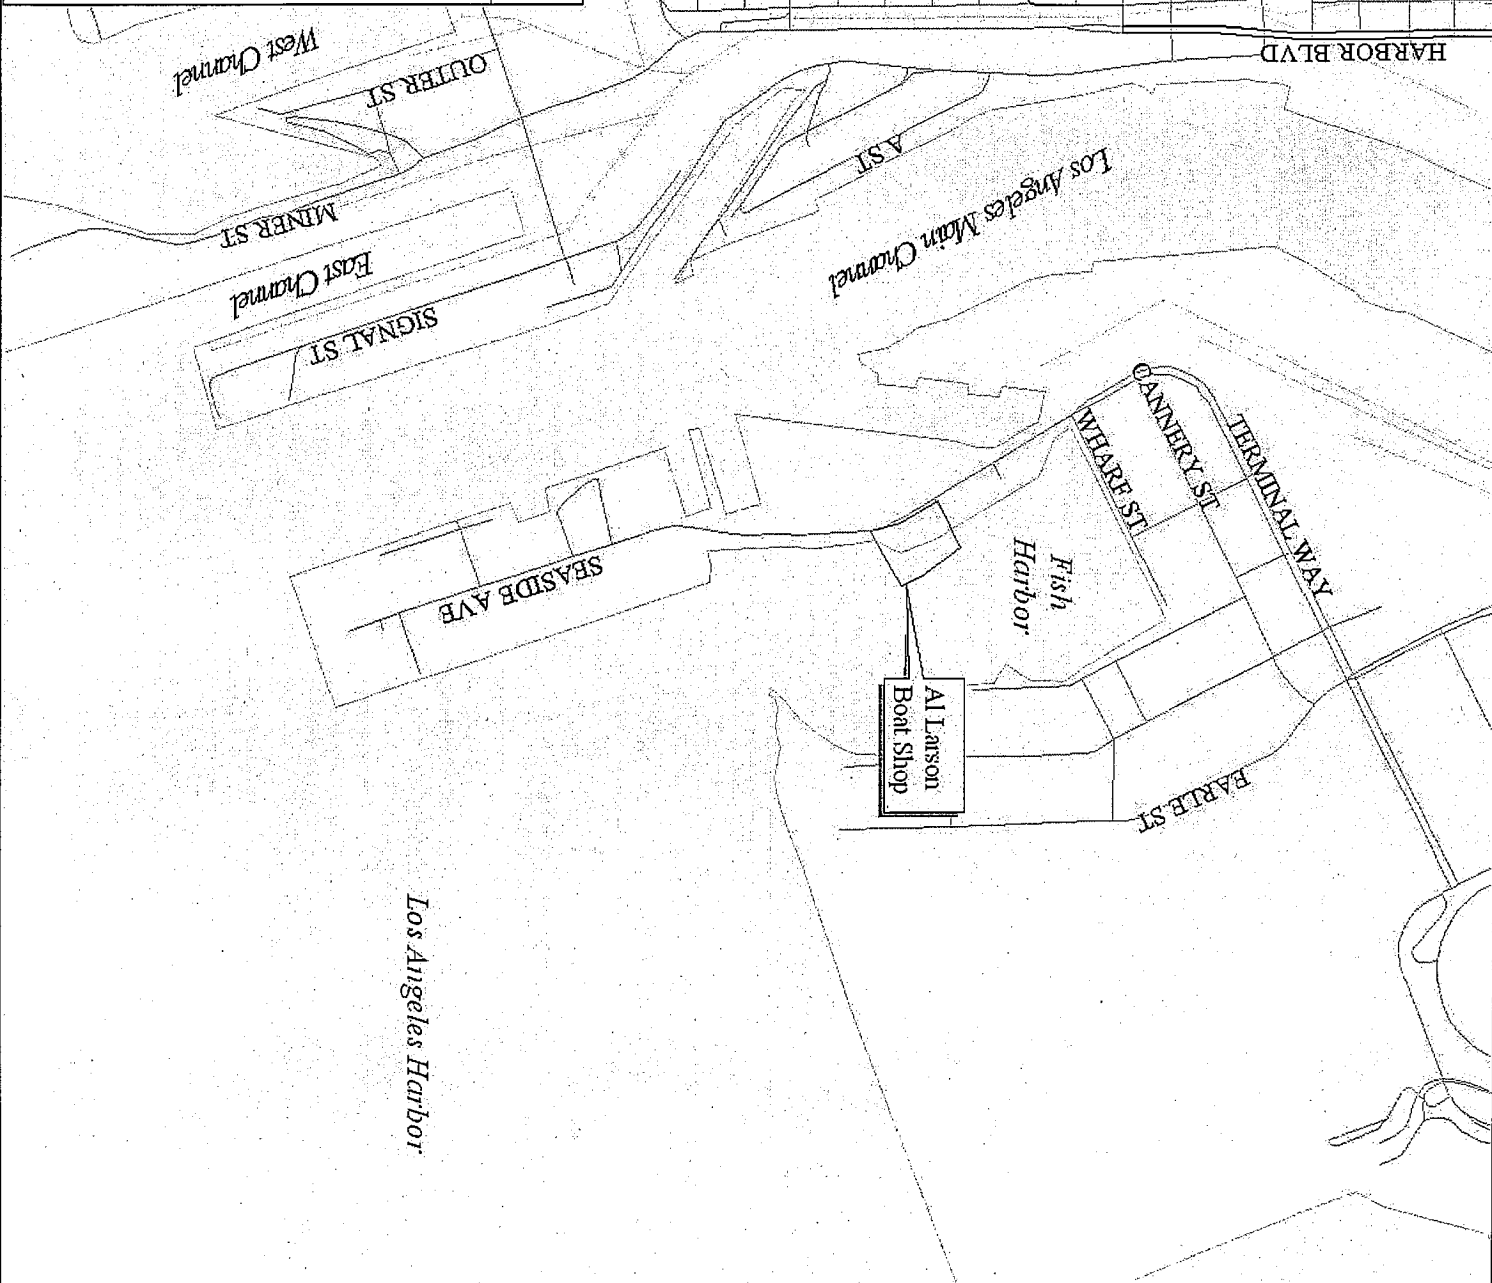 West Channel
OUTER ST
HARBOR BLVD
MINER ST
A ST
Los Angeles Main Channel
East Channel
SIGNAL ST
CANNERY ST
WHARF ST
TERMINAL WAY
Fish
Harbor
SEASIDE AVE
Al Larson
Boat Shop
EARLE ST
Los Angeles Harbor